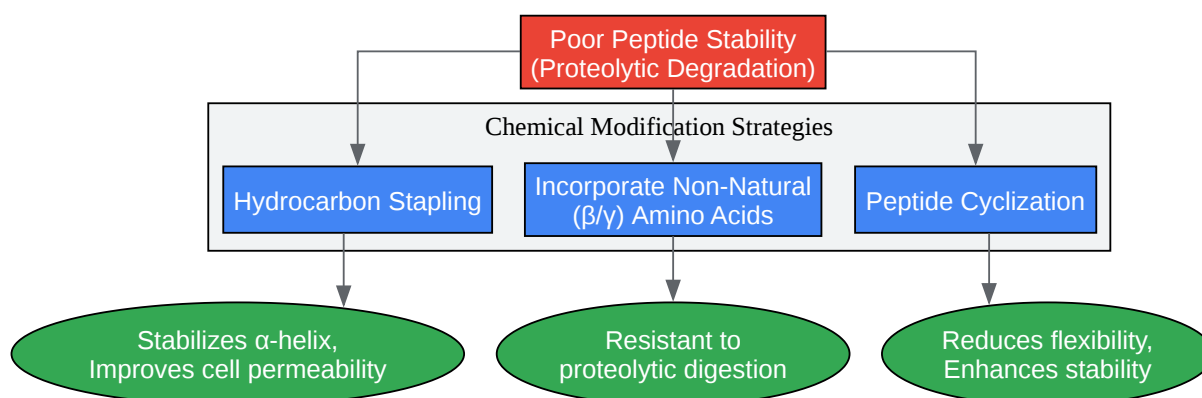 Poor Peptide Stability
(Proteolytic Degradation)
Chemical Modification Strategies
Hydrocarbon Stapling
Incorporate Non-Natural
(β/γ) Amino Acids
Peptide Cyclization
Stabilizes α-helix,
Improves cell permeability
Resistant to
proteolytic digestion
Reduces flexibility,
Enhances stability